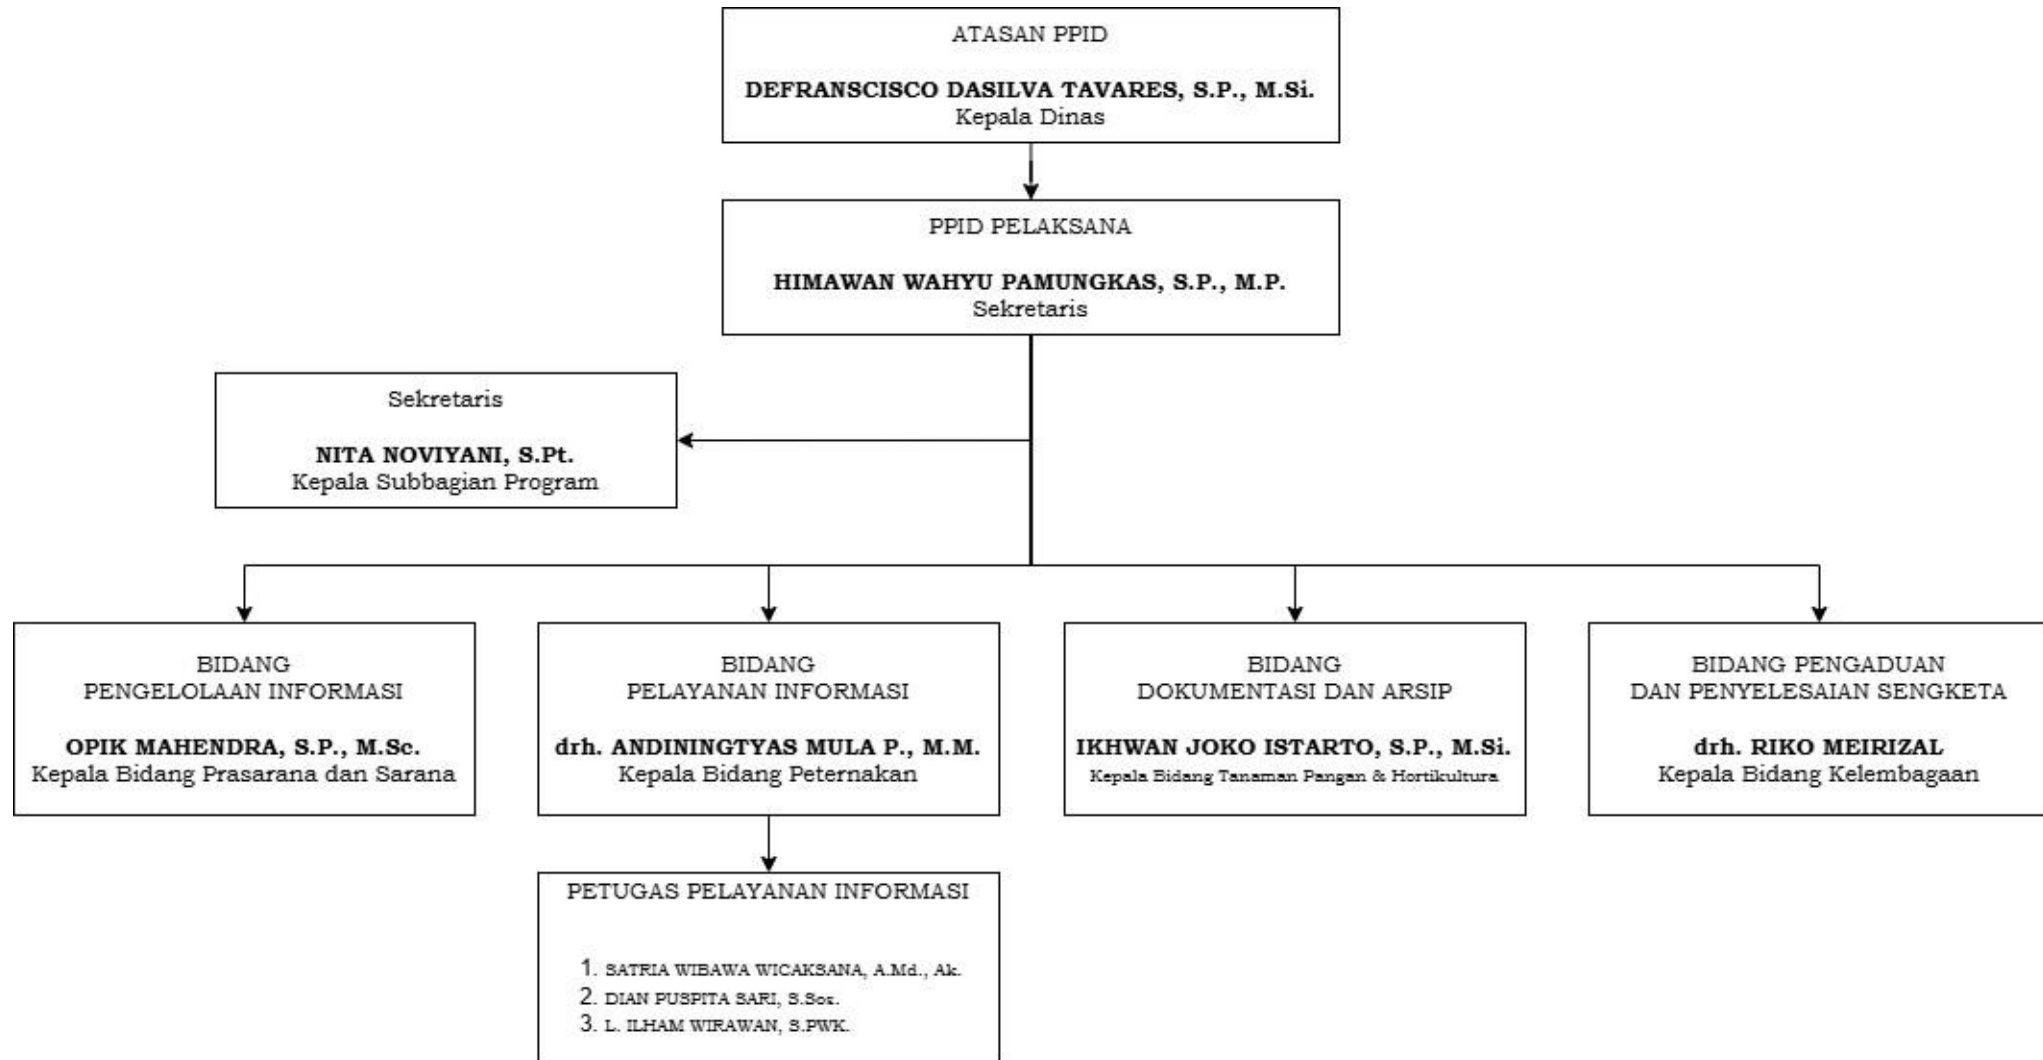 ATASAN PPID
DEFRANSCISCO DASILVA TAVARES, S.P., M.Si.
Kepala Dinas
PPID PELAKSANA
HIMAWAN WAHYU PAMUNGKAS, S.P., M.P.
Sekretaris
Sekretaris
NITA NOVIYANI, S.Pt.
Kepala Subbagian Program
BIDANG
PENGELOLAAN INFORMASI
OPIK MAHENDRA, S.P., M.Sc.
Kepala Bidang Prasarana dan Sarana
BIDANG
PELAYANAN INFORMASI
drh. ANDININGTYAS MULA P., M.M.
Kepala Bidang Peternakan
BIDANG
DOKUMENTASI DAN ARSIP
IKHWAN JOKO ISTARTO, S.P., M.Si.
Kepala Bidang Tanaman Pangan & Hortikultura
BIDANG PENGADUAN
DAN PENYELESAIAN SENGKETA
drh. RIKO MEIRIZAL
Kepala Bidang Kelembagaan
PETUGAS PELAYANAN INFORMASI
1. SATRIA WIBAWA WICAKSANA, A.Md., Ak.
2. DIAN PUSPITA SARI, S.Sos.
3. L. ILHAM WIRAWAN, S.PWK.